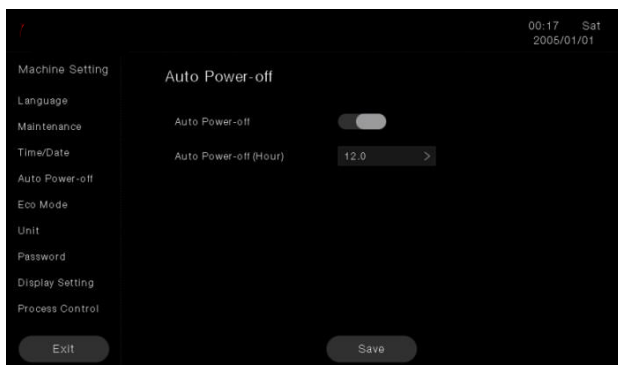 00:17 Sat
2005/01/01
Machine Setting
Language
Maintenance
Time/Date
Auto Power-off
Eco Mode
Unit
Password
Display Setting
Process Control
Exit
Auto Power-off
Auto Power-off
Auto Power-off (Hour) 12.0 >
Save